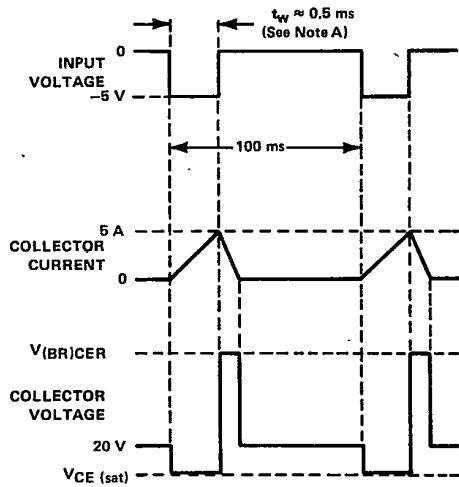 t_w ≈ 0.5 ms
(See Note A)
0
INPUT
VOLTAGE
–5 V
100 ms
5 A
COLLECTOR
CURRENT
0
V(BR)CER
COLLECTOR
VOLTAGE
20 V
VCE (sat)